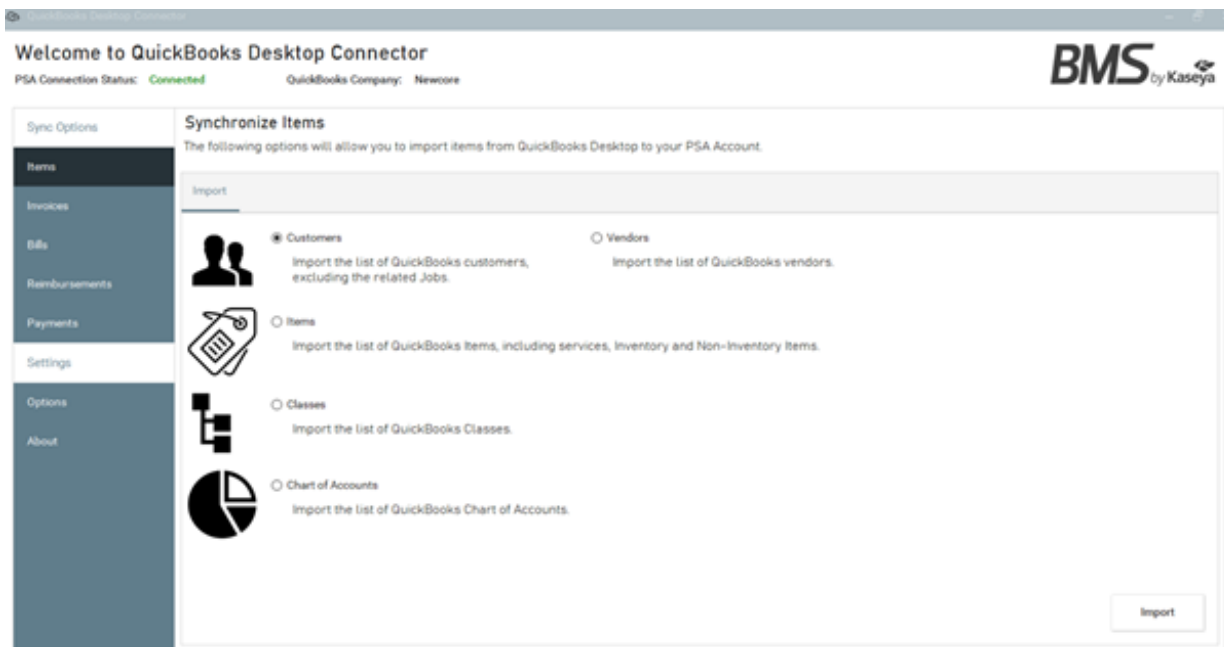 QuickBooks Desktop Connector
Welcome to QuickBooks Desktop Connector
PSA Connection Status: Connected QuickBooks Company: Newcore
BMS by Kaseya
Sync Options
Items
Invoices
Bills
Reimbursements
Payments
Settings
Options
About
Synchronize Items
The following options will allow you to import items from QuickBooks Desktop to your PSA Account.
Import
Customers
Import the list of QuickBooks customers,
excluding the related Jobs.
Vendors
Import the list of QuickBooks vendors.
Items
Import the list of QuickBooks Items, including services, Inventory and Non-Inventory Items.
Classes
Import the list of QuickBooks Classes.
Chart of Accounts
Import the list of QuickBooks Chart of Accounts.
Import